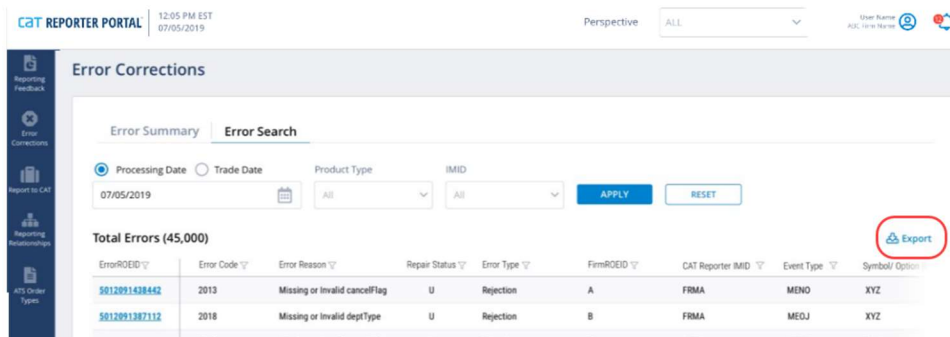 CAT REPORTER PORTAL
12:05 PM EST
07/05/2019
Perspective
ALL
User Name
ABC Firm Name
Reporting
Feedback
Error
Corrections
Report to CAT
Reporting
Relationships
ATS Order
Types
Error Corrections
Error Summary
Error Search
Processing Date
Trade Date
Product Type
IMID
07/05/2019
All
All
APPLY
RESET
Total Errors (45,000)
Export
ErrorROEID Error Code Error Reason Repair Status Error Type FirmROEID CAT Reporter IMID Event Type Symbol/ Option
5012091438442 2013 Missing or Invalid cancelFlag U Rejection A FRMA MENO XYZ
5012091387112 2018 Missing or Invalid deptType U Rejection B FRMA MEOJ XYZ